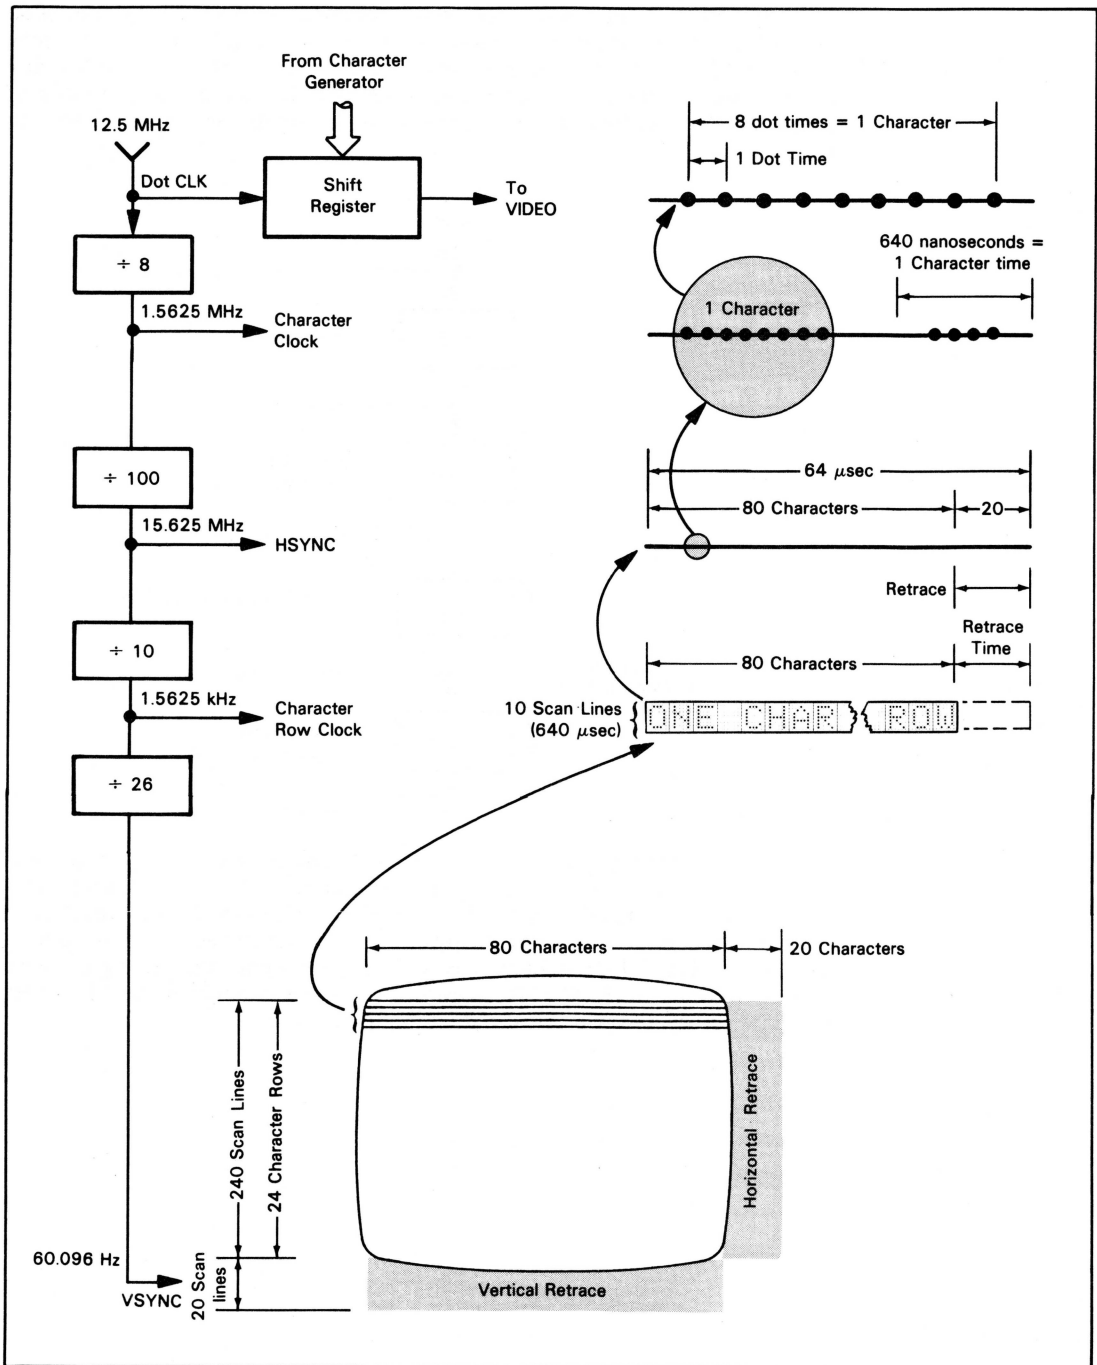 From Character
Generator
12.5 MHz
Dot CLK
Shift
Register
To
VIDEO
÷ 8
1.5625 MHz
Character
Clock
÷ 100
15.625 MHz
HSYNC
÷ 10
1.5625 kHz
Character
Row Clock
÷ 26
60.096 Hz
VSYNC
8 dot times = 1 Character
1 Dot Time
640 nanoseconds =
1 Character time
1 Character
64 μsec
80 Characters
20
Retrace
Retrace
Time
80 Characters
10 Scan Lines
(640 μsec)
ONE CHAR ROW
80 Characters
20 Characters
240 Scan Lines
24 Character Rows
20 Scan
lines
Horizontal Retrace
Vertical Retrace